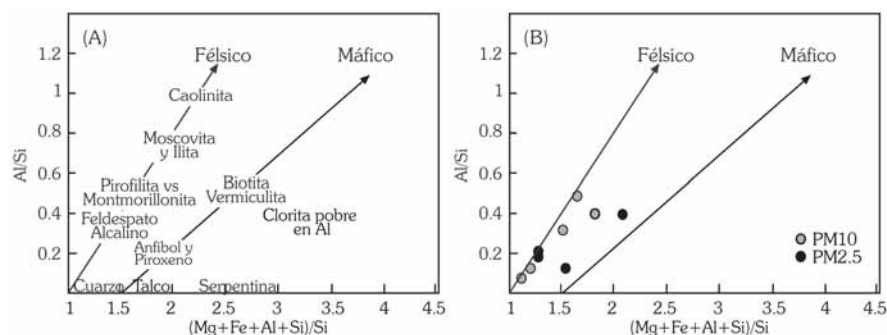 (A)
Félsico
Máfico
1.2
1
0.8
0.6
0.4
0.2
Al/Si
Caolinita
Moscovita
y Ilita
Pirofilita vs
Montmorillonita
Feldespato
Alcalino
Biotita
Vermiculita
Clorita pobre
en Al
Anfibol y
Piroxeno
Cuarzo
Talco
Serpentina
1 1.5 2 2.5 3 3.5 4 4.5
(Mg+Fe+Al+Si)/Si
(B)
Félsico
Máfico
1.2
1
0.8
0.6
0.4
0.2
Al/Si
PM10
PM2.5
1.0 1.5 2 2.5 3 3.5 4 4.5
(Mg+Fe+Al+Si)/Si